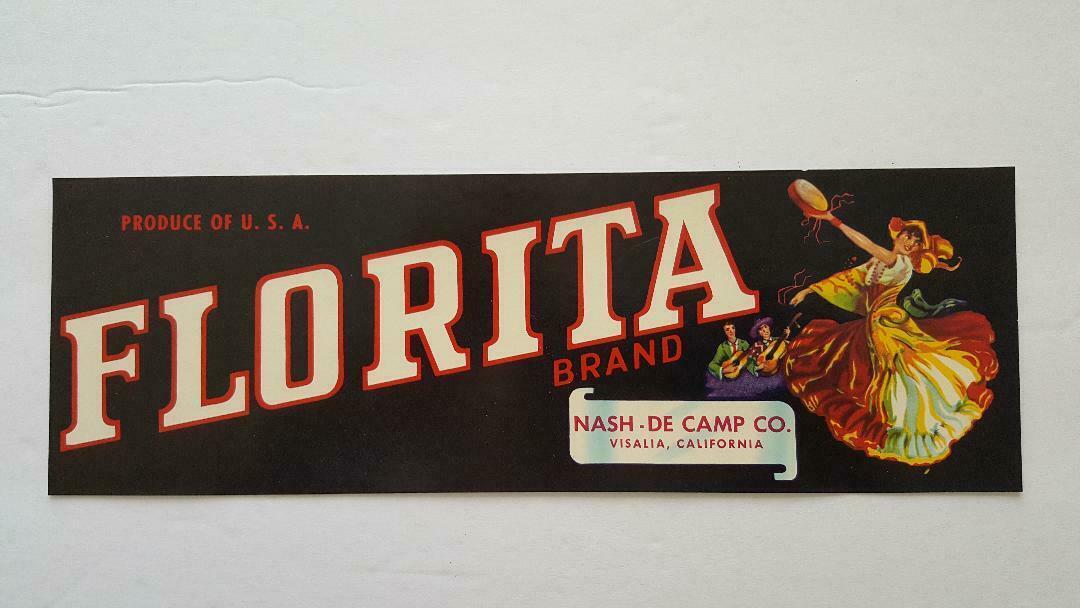 PRODUCE OF U. S. A.
FLORITA
BRAND
NASH-DE CAMP CO.
VISALIA, CALIFORNIA